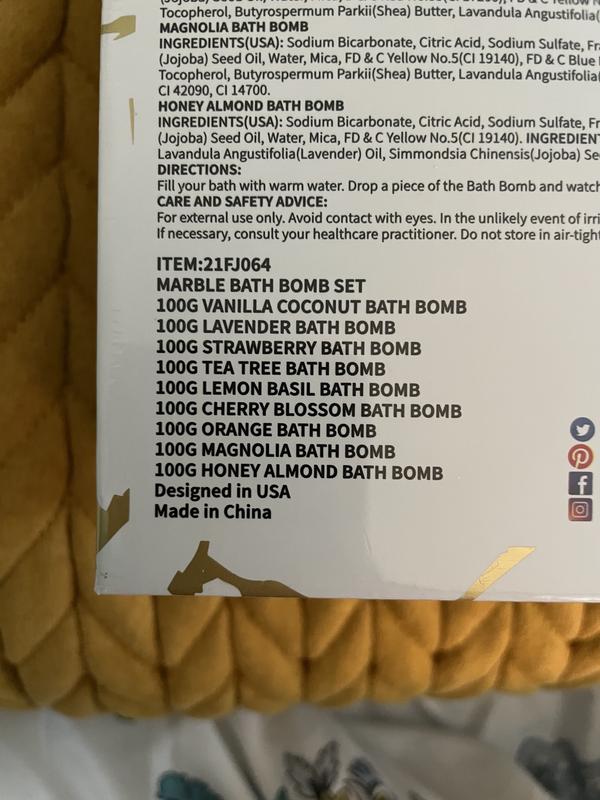 Tocopherol, Butyrospermum Parkii(Shea) Butter, Lavandula Angustifolia(
MAGNOLIA BATH BOMB
INGREDIENTS(USA): Sodium Bicarbonate, Citric Acid, Sodium Sulfate, Fr
(Jojoba) Seed Oil, Water, Mica, FD & C Yellow No.5(CI 19140), FD & C Blue
Tocopherol, Butyrospermum Parkii(Shea) Butter, Lavandula Angustifolia
CI 42090, CI 14700.
HONEY ALMOND BATH BOMB
INGREDIENTS(USA): Sodium Bicarbonate, Citric Acid, Sodium Sulfate, Fr
(Jojoba) Seed Oil, Water, Mica, FD & C Yellow No.5(CI 19140). INGREDIEN
Lavandula Angustifolia(Lavender) Oil, Simmondsia Chinensis(Jojoba) Se
DIRECTIONS:
Fill your bath with warm water. Drop a piece of the Bath Bomb and watch
CARE AND SAFETY ADVICE:
For external use only. Avoid contact with eyes. In the unlikely event of irri
If necessary, consult your healthcare practitioner. Do not store in air-tight
ITEM:21FJ064
MARBLE BATH BOMB SET
100G VANILLA COCONUT BATH BOMB
100G LAVENDER BATH BOMB
100G STRAWBERRY BATH BOMB
100G TEA TREE BATH BOMB
100G LEMON BASIL BATH BOMB
100G CHERRY BLOSSOM BATH BOMB
100G ORANGE BATH BOMB
100G MAGNOLIA BATH BOMB
100G HONEY ALMOND BATH BOMB
Designed in USA
Made in China